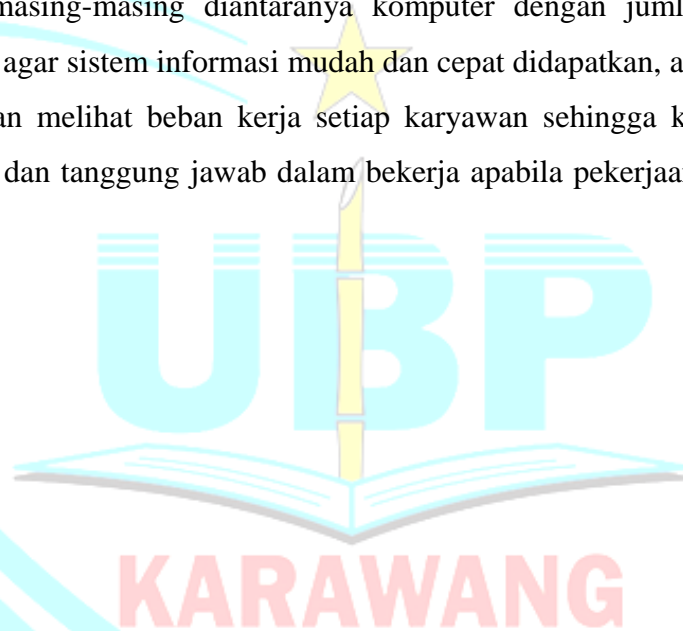 masing-masing diantaranya komputer dengan juml
agar sistem informasi mudah dan cepat didapatkan, a
an melihat beban kerja setiap karyawan sehingga k
dan tanggung jawab dalam bekerja apabila pekerjaa
UBP
KARAWANG